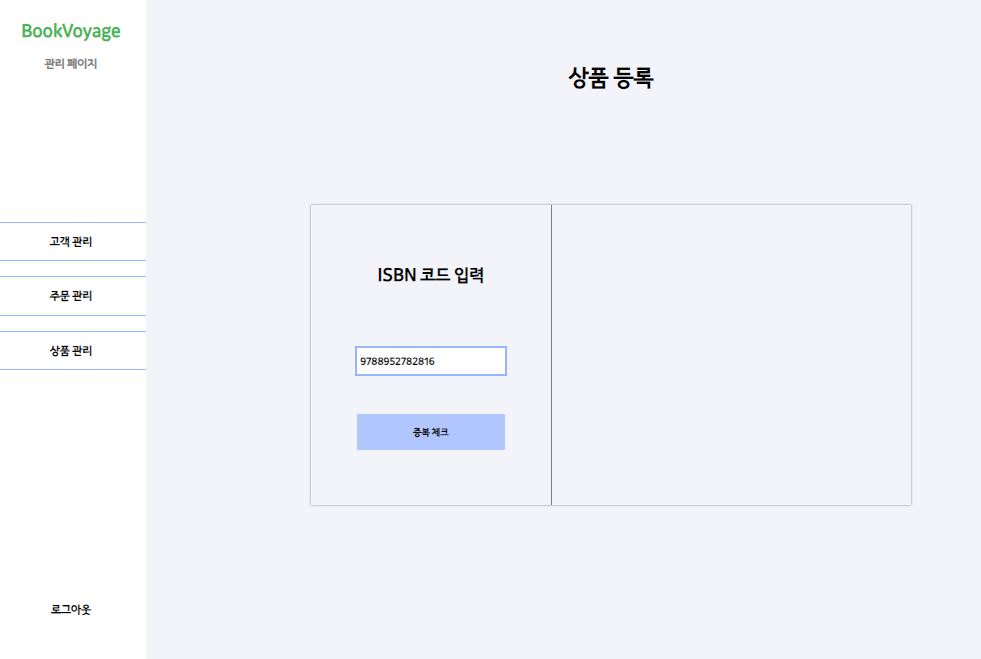 BookVoyage
관리 페이지
고객 관리
주문 관리
상품 관리
로그아웃
상품 등록
ISBN 코드 입력
9788952782816
중복 체크